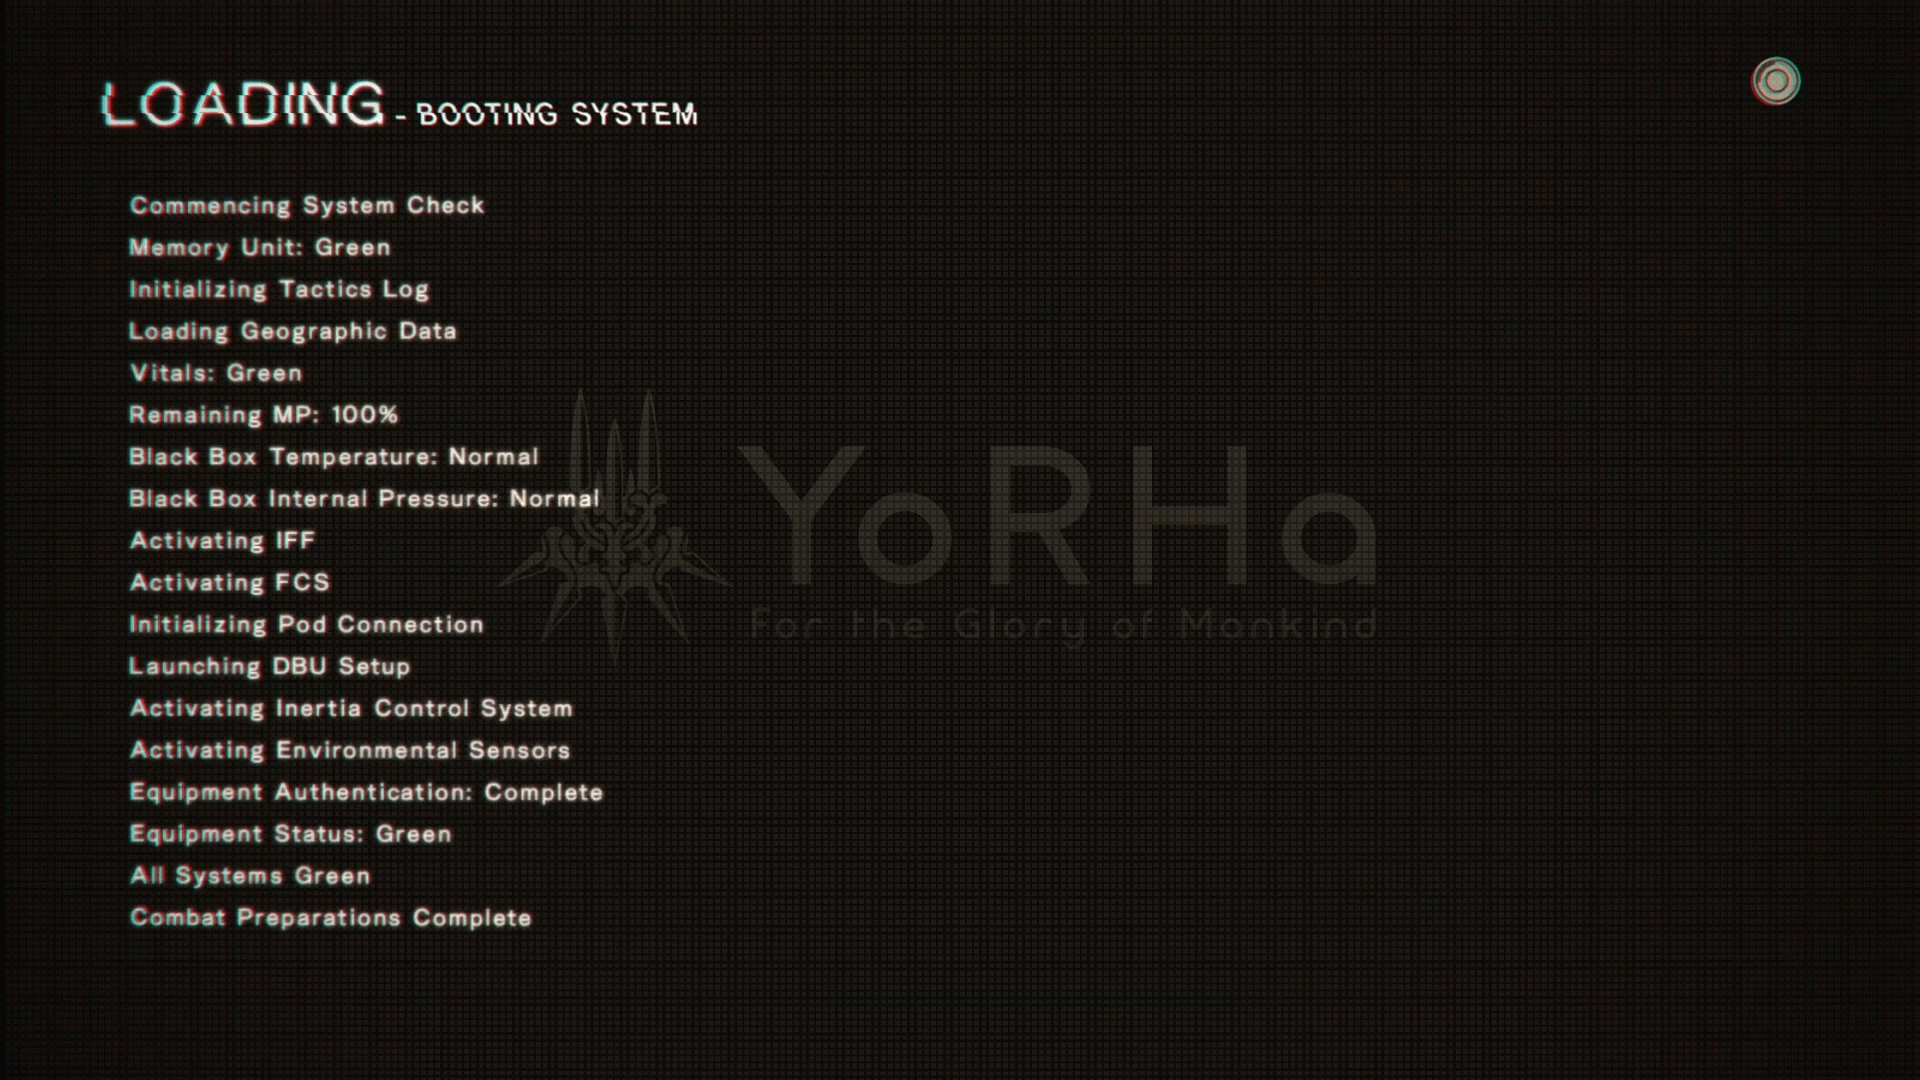 LOADING - BOOTING SYSTEM
Commencing System Check
Memory Unit: Green
Initializing Tactics Log
Loading Geographic Data
Vitals: Green
Remaining MP: 100%
Black Box Temperature: Normal
Black Box Internal Pressure: Normal
Activating IFF
Activating FCS
Initializing Pod Connection
Launching DBU Setup
Activating Inertia Control System
Activating Environmental Sensors
Equipment Authentication: Complete
Equipment Status: Green
All Systems Green
Combat Preparations Complete
YoRHa
For the Glory of Mankind